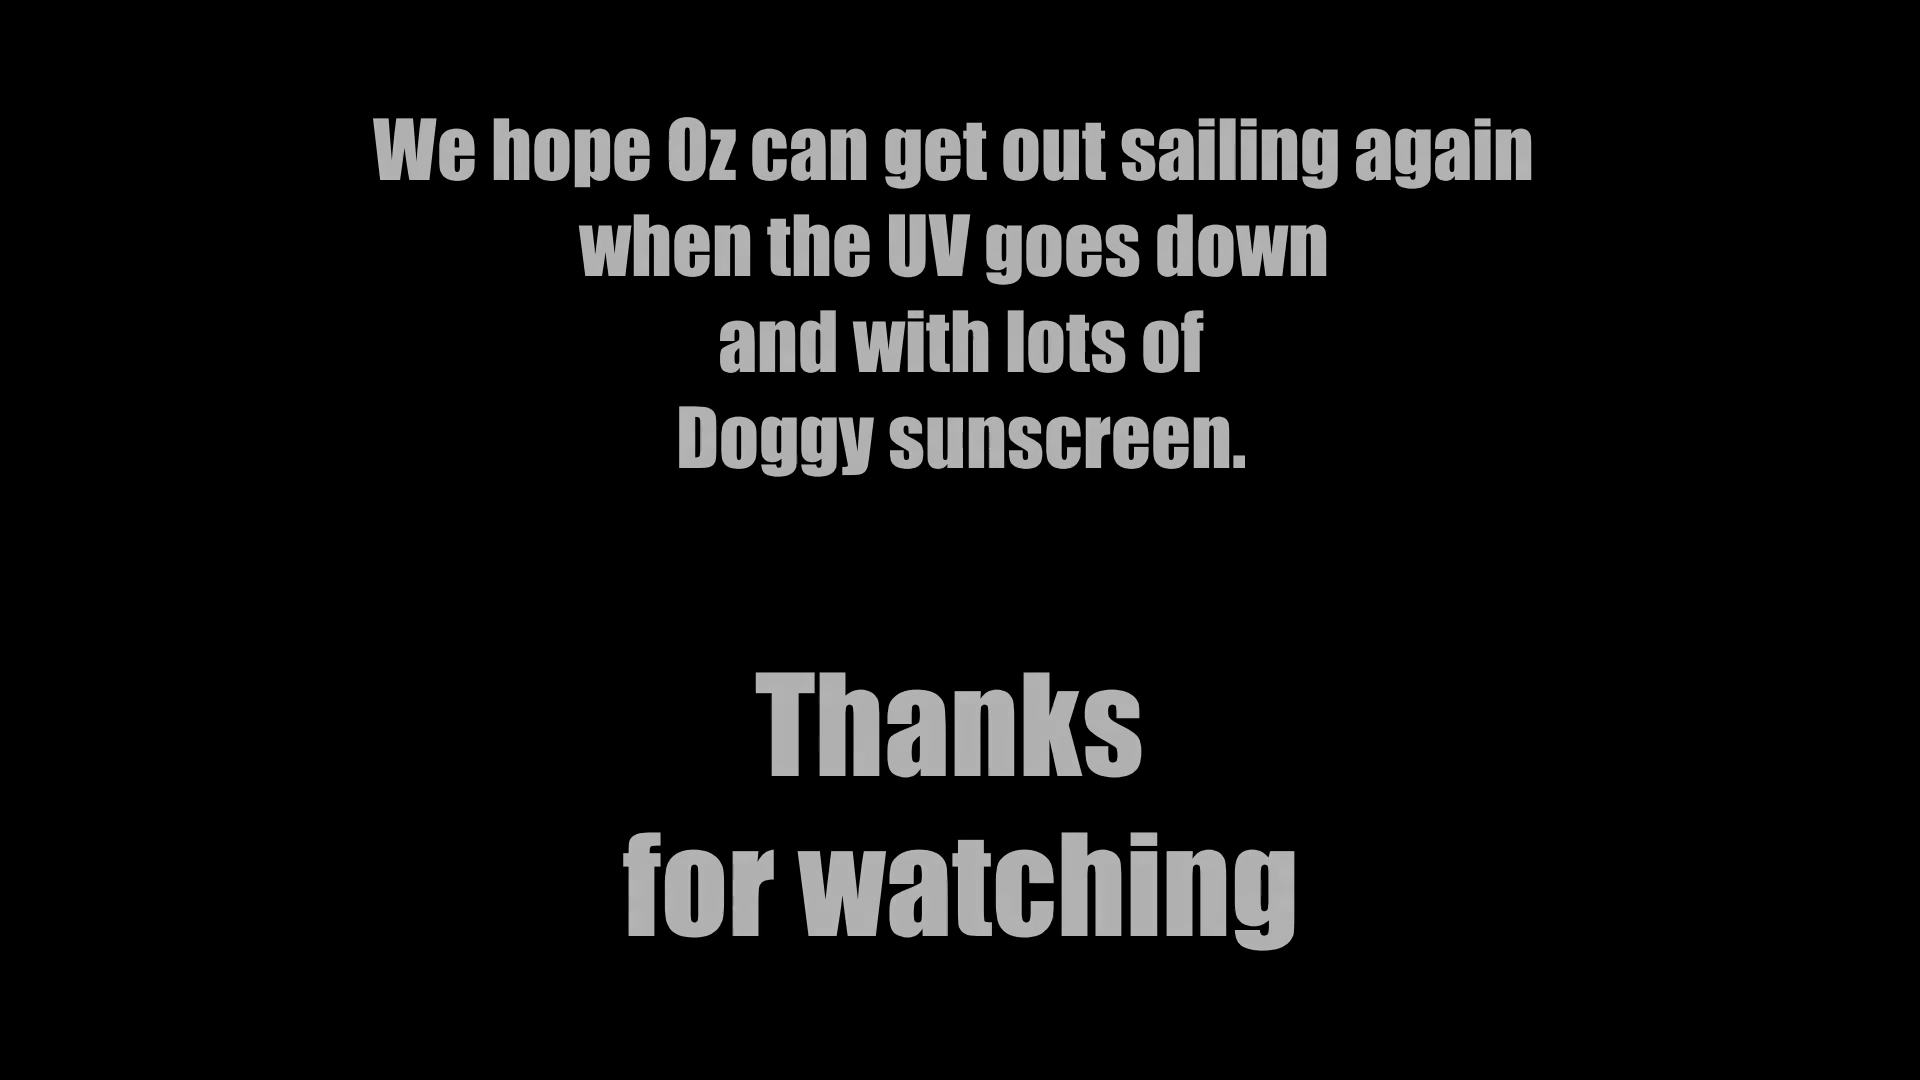 We hope Oz can get out sailing again
when the UV goes down
and with lots of
Doggy sunscreen.
Thanks
for watching